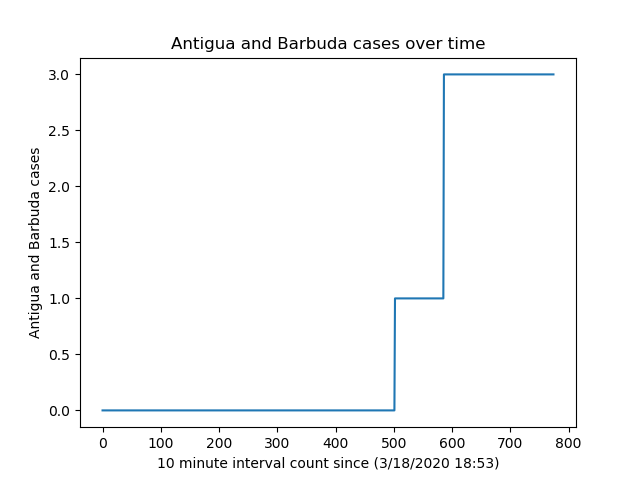 Antigua and Barbuda cases over time
Antigua and Barbuda cases
3.0
2.5
2.0
1.5
1.0
0.5
0.0
0 100 200 300 400 500 600 700 800
10 minute interval count since (3/18/2020 18:53)